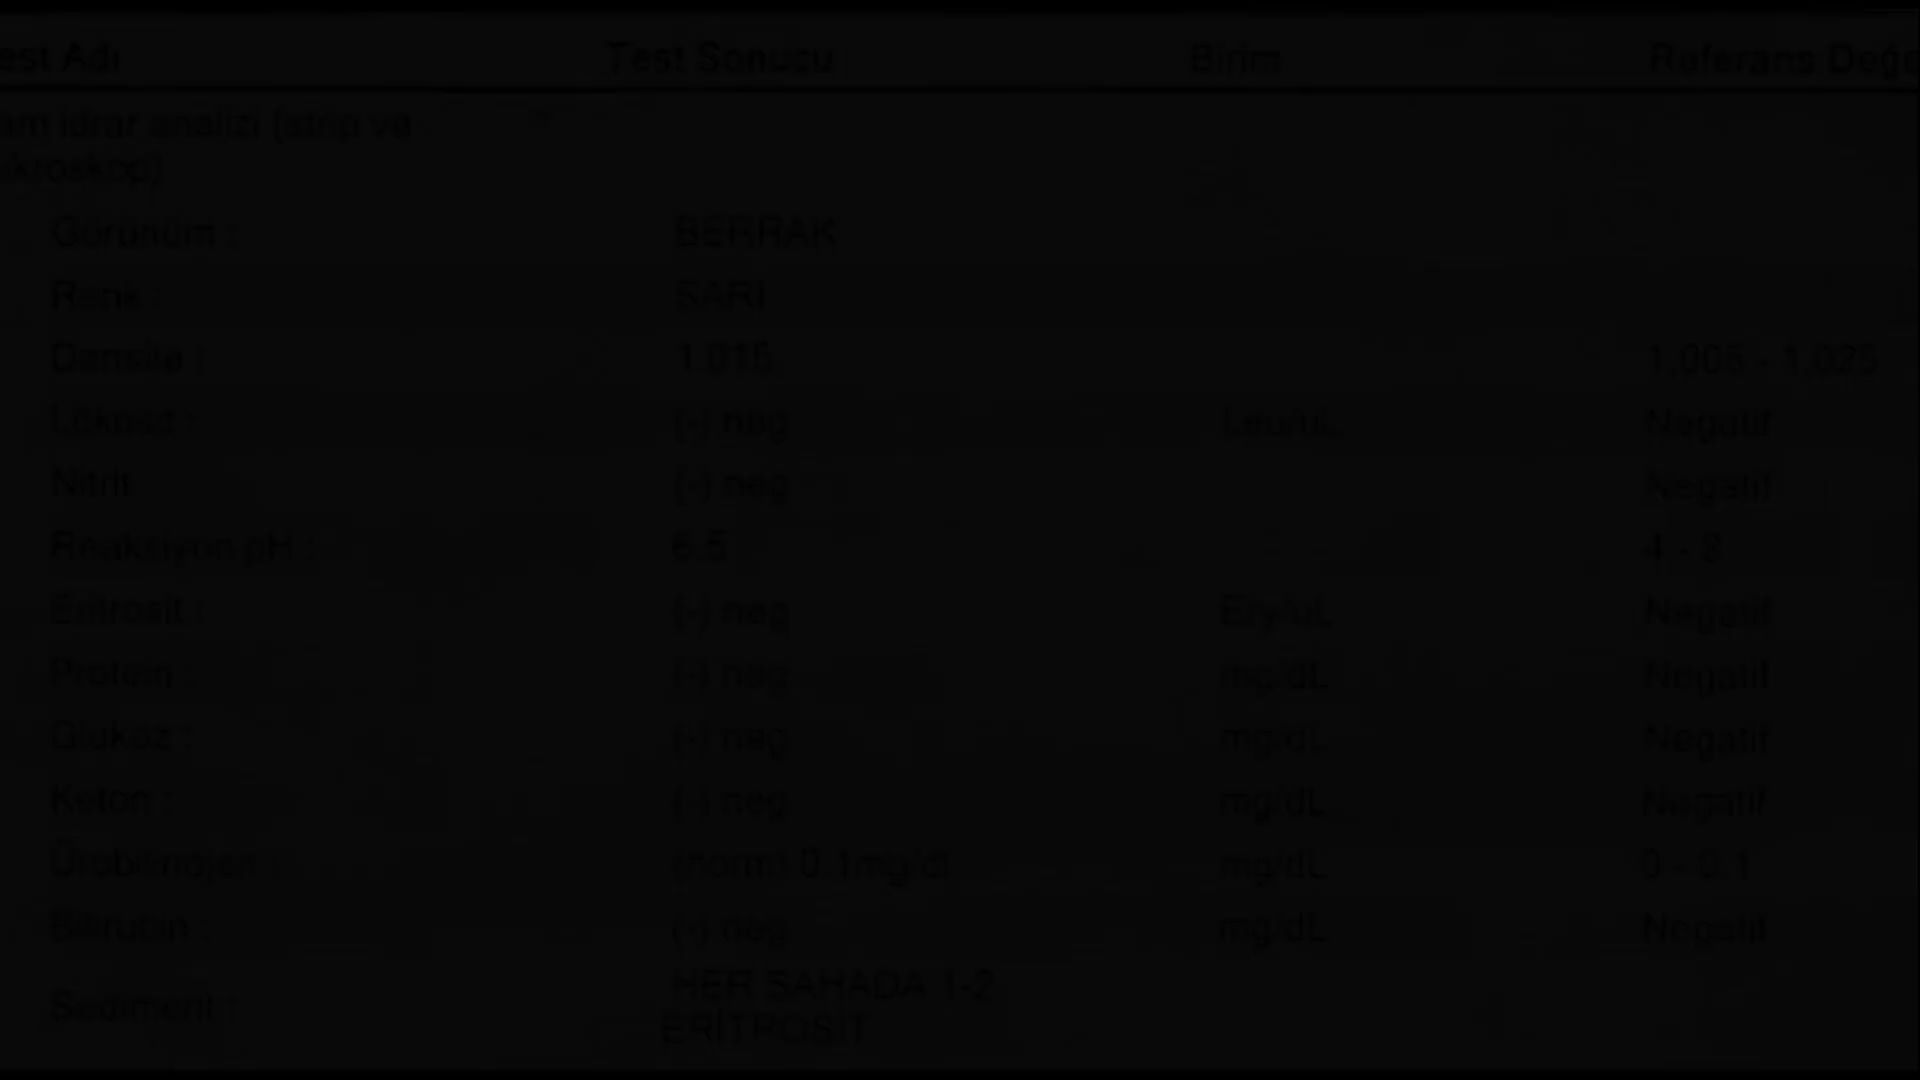 est Adı Test Sonucu Birim Referans Değe
am idrar analizi (strip ve
ikroskop)
Görünüm : BERRAK
Renk : SARI
Dansite : 1.015 1,005 - 1,025
Lökosit : (-) neg Leu/uL Negatif
Nitrit (-) neg Negatif
Reaksiyon pH : 6.5 4 - 8
Eritrosit : (-) neg Ery/uL Negatif
Protein : (-) neg mg/dL Negatif
Glukoz : (-) neg mg/dL Negatif
Keton : (-) neg mg/dL Negatif
Ürobilinojen : (norm) 0.1mg/dl mg/dL 0 - 0.1
Bilirubin : (-) neg mg/dL Negatif
Sediment : HER SAHADA 1-2
ERİTROSİT